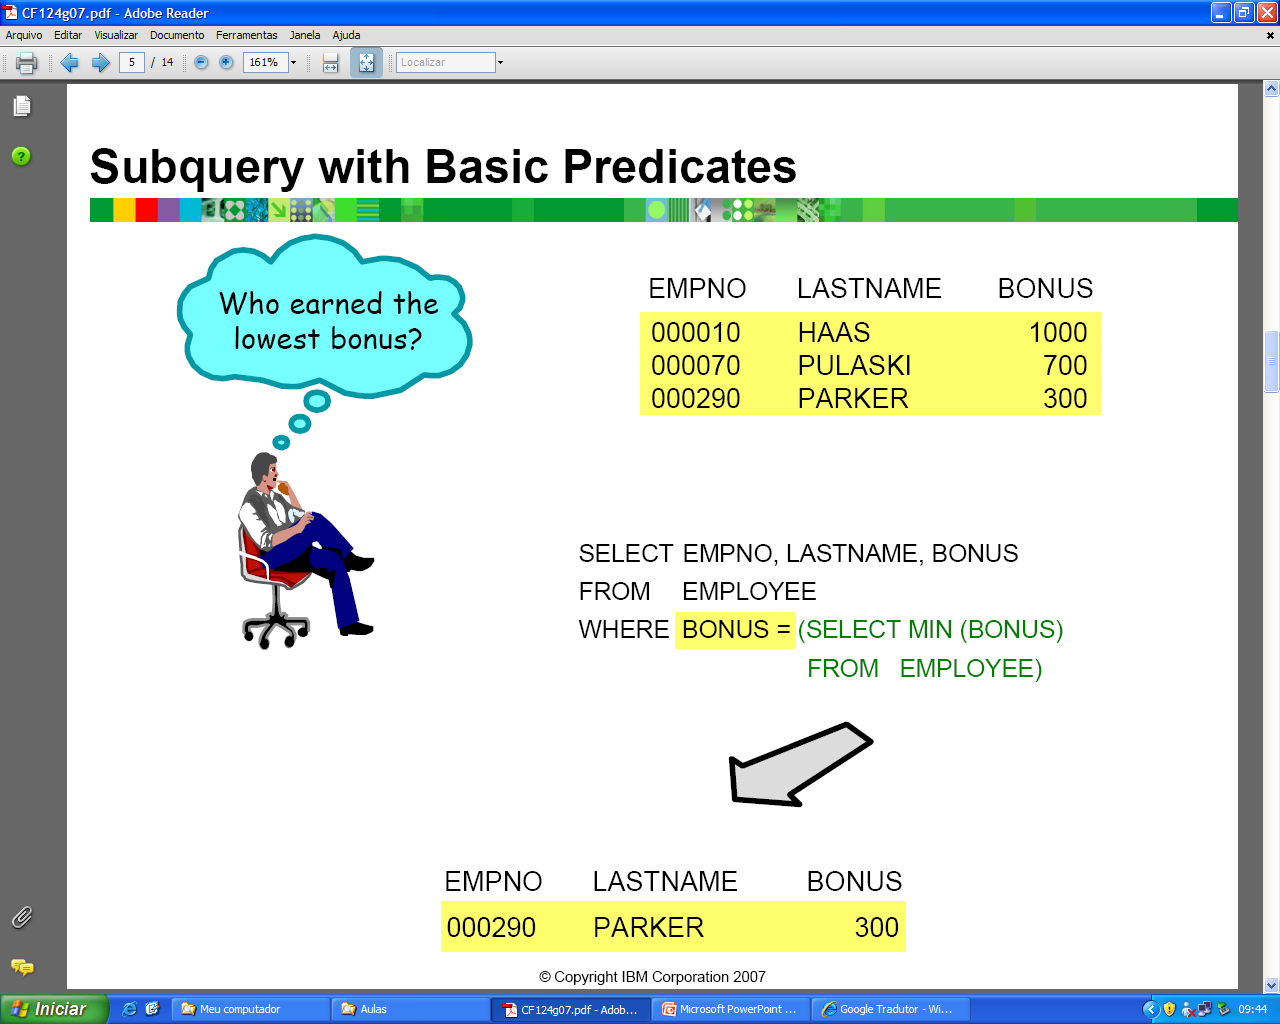 CF124g07.pdf - Adobe Reader
Arquivo Editar Visualizar Documento Ferramentas Janela Ajuda
5 / 14 161% Localizar
Subquery with Basic Predicates
Who earned the
lowest bonus?
EMPNO LASTNAME BONUS
000010 HAAS 1000
000070 PULASKI 700
000290 PARKER 300
SELECT EMPNO, LASTNAME, BONUS
FROM EMPLOYEE
WHERE BONUS = (SELECT MIN (BONUS)
FROM EMPLOYEE)
EMPNO LASTNAME BONUS
000290 PARKER 300
© Copyright IBM Corporation 2007
Iniciar Meu computador Aulas CF124g07.pdf - Adob... Microsoft PowerPoint ... Google Tradutor - Wi... 09:44